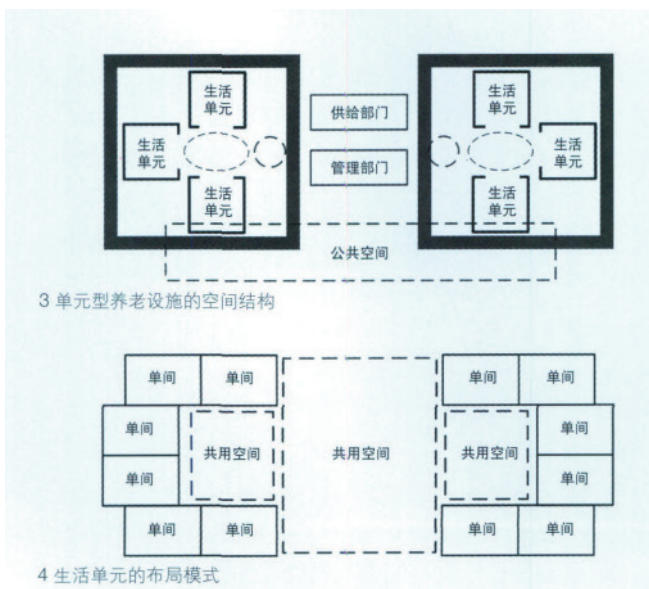 生活
单元
生活
单元
生活
单元
供给部门
管理部门
生活
单元
生活
单元
生活
单元
公共空间
3 单元型养老设施的空间结构
单间 单间 单间 单间
单间 单间
共用空间 共用空间 共用空间
单间 单间
单间 单间 单间 单间
4 生活单元的布局模式